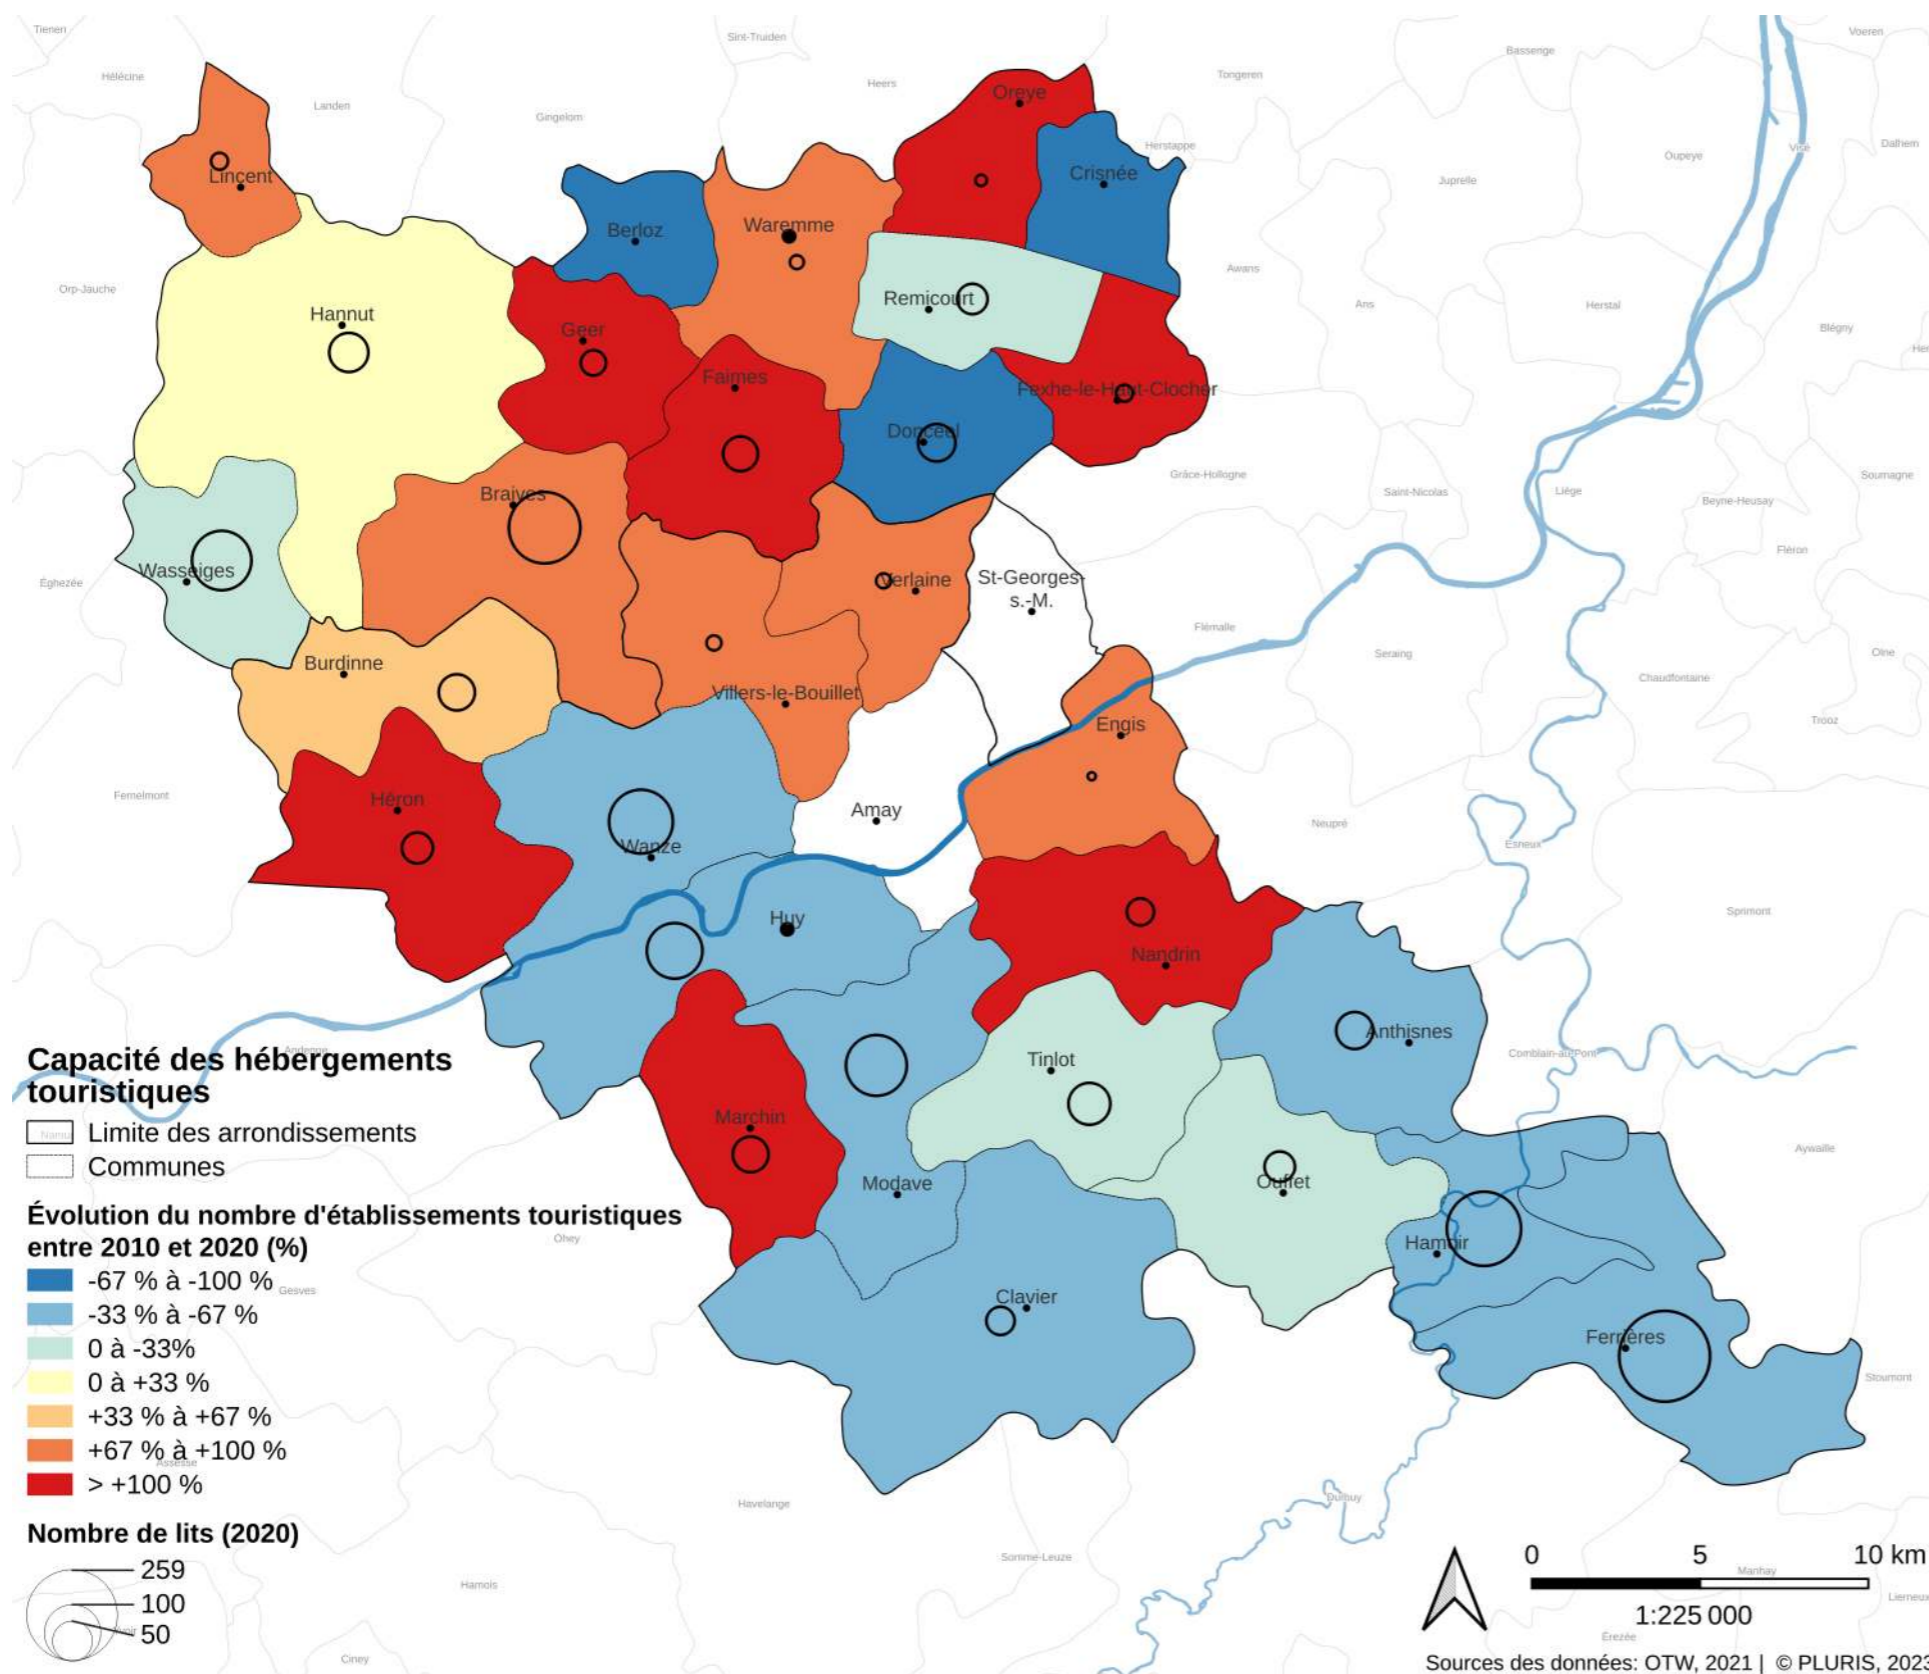 Tienen
Sint-Truiden
Bassenge
Voeren
Hélécine
Landen
Heers
Tongeren
Gingelom
Oreye
Herstappe
Visé
Dalhem
Oupeye
Juprelle
Lincent
Crisnée
Berloz
Waremme
Awans
Orp-Jauche
Remicourt
Ans
Herstal
Blégny
Hannut
Geer
Faimes
Fexhe-le-Haut-Clocher
Donceel
Grâce-Hollogne
Saint-Nicolas
Liège
Beyne-Heusay
Soumagne
Braives
Fléron
Éghezée
Wasseiges
Verlaine
St-Georges-
s.-M.
Flémalle
Seraing
Olne
Chaudfontaine
Trooz
Burdinne
Villers-le-Bouillet
Engis
Fernelmont
Héron
Amay
Neupré
Esneux
Wanze
Huy
Sprimont
Nandrin
Andenne
Anthisnes
Comblain-au-Pont
Tinlot
Marchin
Aywaille
Modave
Ouffet
Ohey
Hamoir
Gesves
Clavier
Ferrières
Stoumont
Assesse
Havelange
Durbuy
Somme-Leuze
Hamois
Manhay
Lierneux
Érezée
Ciney
Capacité des hébergements
touristiques
Limite des arrondissements
Communes
Évolution du nombre d'établissements touristiques
entre 2010 et 2020 (%)
-67 % à -100 %
-33 % à -67 %
0 à -33%
0 à +33 %
+33 % à +67 %
+67 % à +100 %
> +100 %
Nombre de lits (2020)
259
100
50
0 5 10 km
1:225 000
Sources des données: OTW, 2021 | © PLURIS, 2023